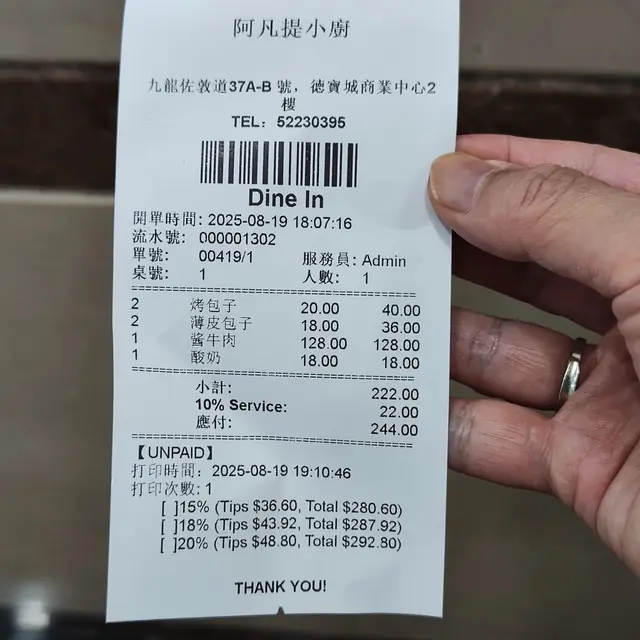 阿凡提小廚
九龍佐敦道37A-B 號，德寶城商業中心2
樓
TEL：52230395
Dine In
開單時間: 2025-08-19 18:07:16
流水號: 000001302
單號: 00419/1 服務員: Admin
桌號: 1 人數: 1
2 烤包子 20.00 40.00
2 薄皮包子 18.00 36.00
1 酱牛肉 128.00 128.00
1 酸奶 18.00 18.00
小計: 222.00
10% Service: 22.00
應付: 244.00
【UNPAID】
打印時間：2025-08-19 19:10:46
打印次數: 1
[ ]15% (Tips $36.60, Total $280.60)
[ ]18% (Tips $43.92, Total $287.92)
[ ]20% (Tips $48.80, Total $292.80)
THANK YOU!